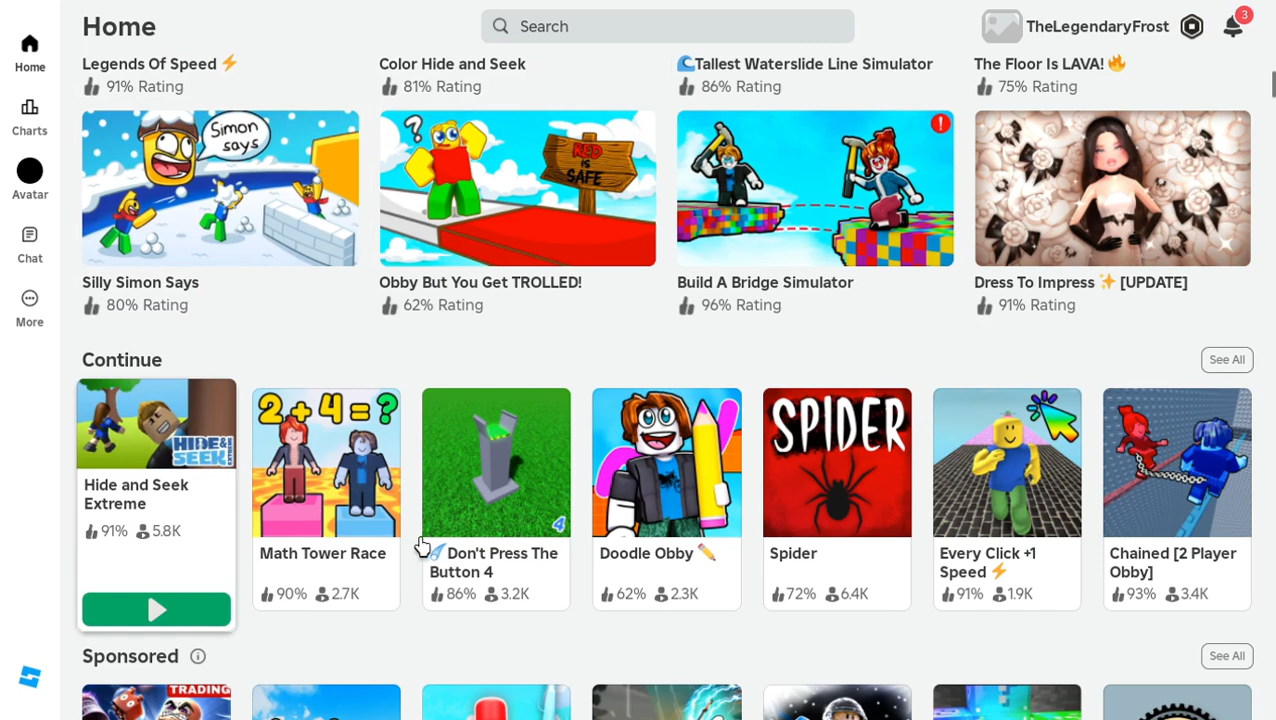 Home
Search
TheLegendaryFrost
3
Home
Charts
Avatar
Chat
More
Legends Of Speed ⚡
91% Rating
Color Hide and Seek
81% Rating
🌊Tallest Waterslide Line Simulator
86% Rating
The Floor Is LAVA! 🔥
75% Rating
Simon
says
?
RED
IS
SAFE
!
Silly Simon Says
80% Rating
Obby But You Get TROLLED!
62% Rating
Build A Bridge Simulator
96% Rating
Dress To Impress ✨ [UPDATE]
91% Rating
Continue
See All
HIDE &
SEEK
EXTREME
Hide and Seek
Extreme
91% 5.8K
2 + 4 = ?
Math Tower Race
90% 2.7K
4
Don't Press The
Button 4
86% 3.2K
Doodle Obby ✏️
62% 2.3K
SPIDER
Spider
72% 6.4K
Every Click +1
Speed ⚡
91% 1.9K
Chained [2 Player
Obby]
93% 3.4K
Sponsored
See All
TRADING